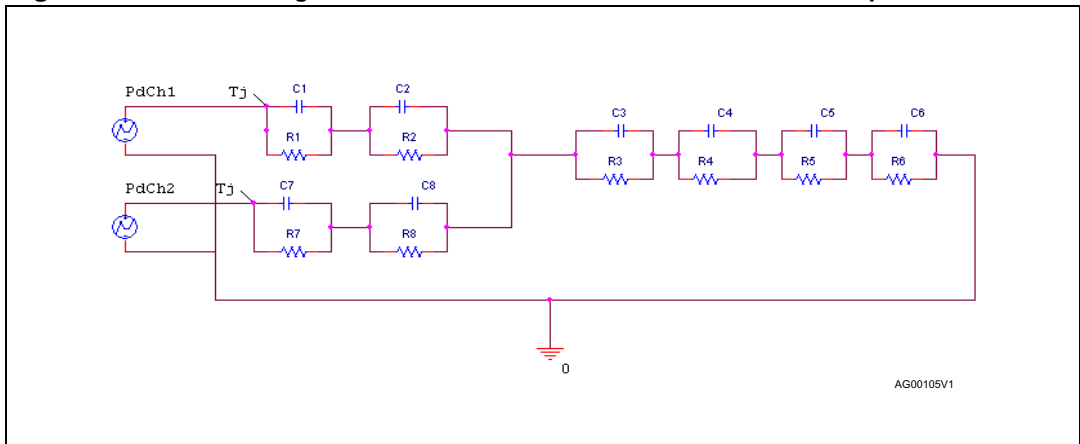 PdCh1
Tj
C1
C2
R1
R2
C3
C4
C5
C6
R3
R4
R5
R6
PdCh2
Tj
C7
C8
R7
R8
0
AG00105V1